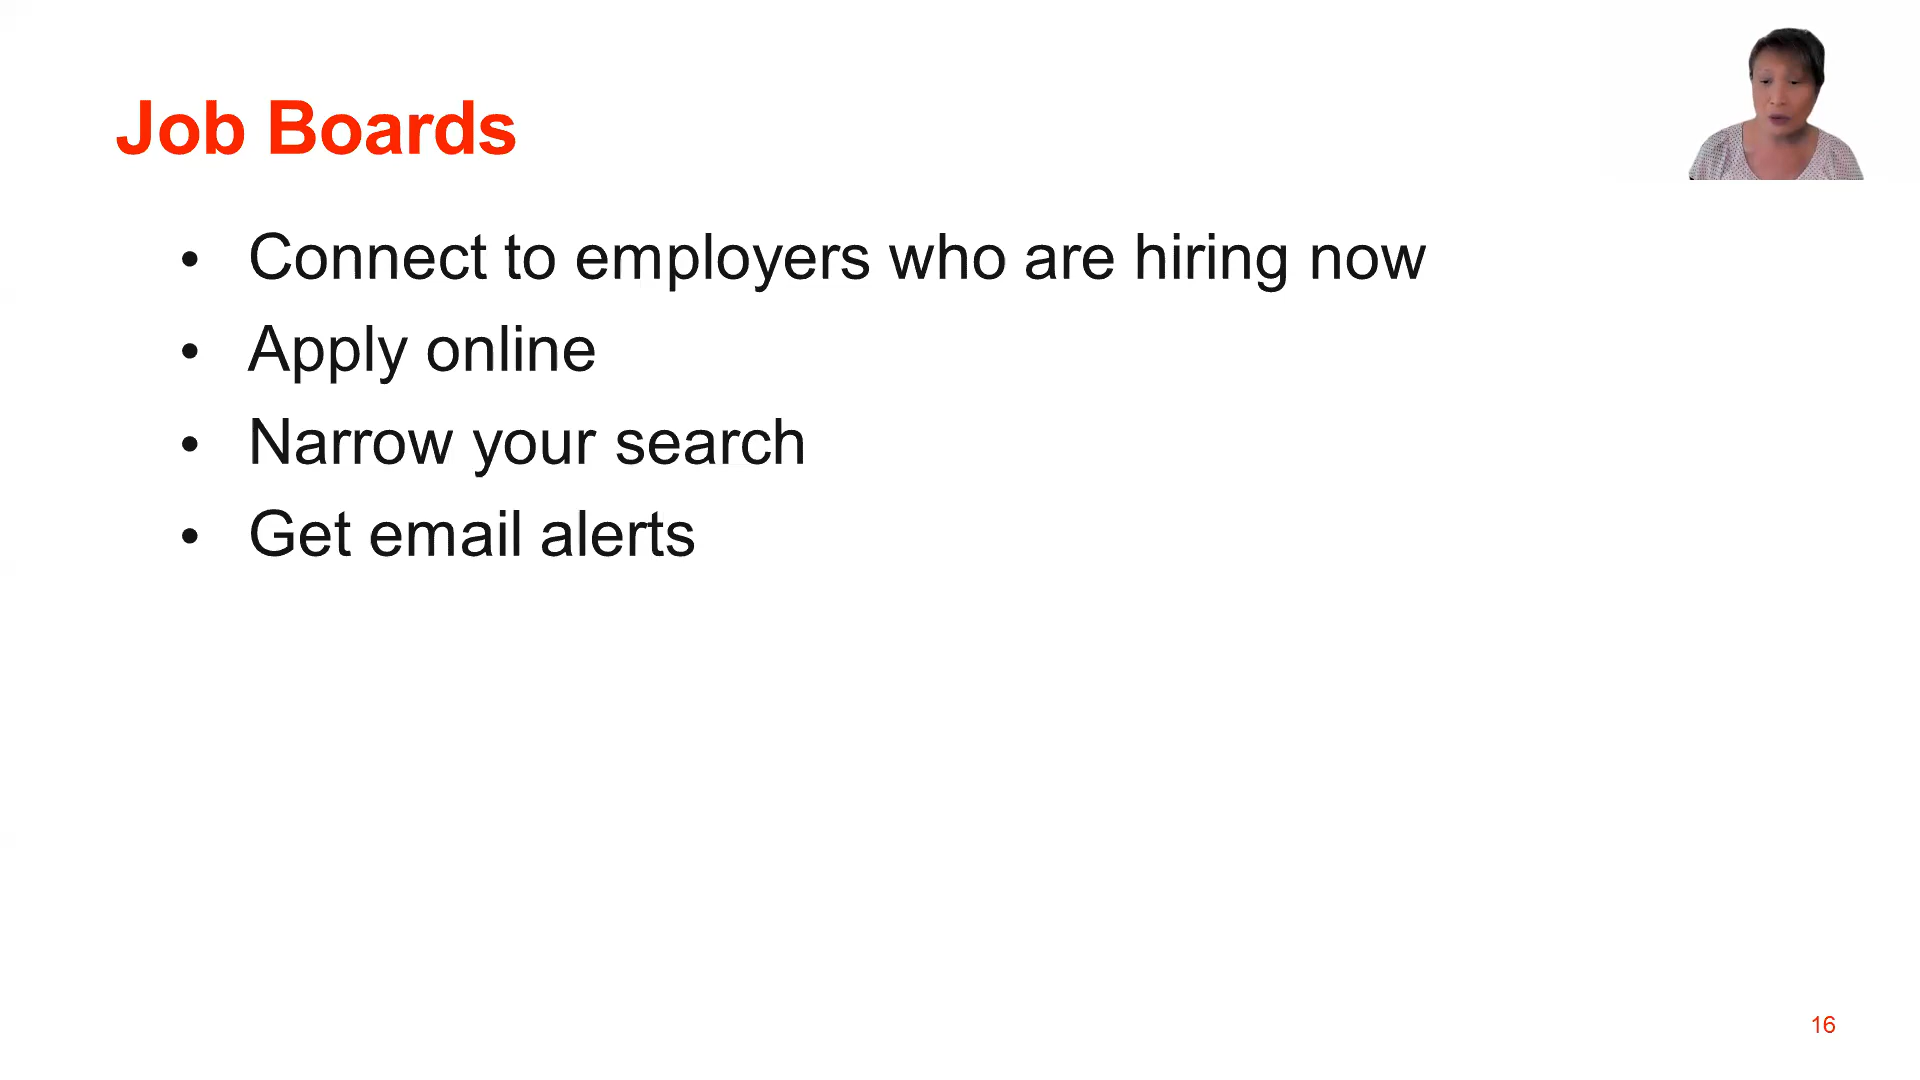 Job Boards
• Connect to employers who are hiring now
• Apply online
• Narrow your search
• Get email alerts
16